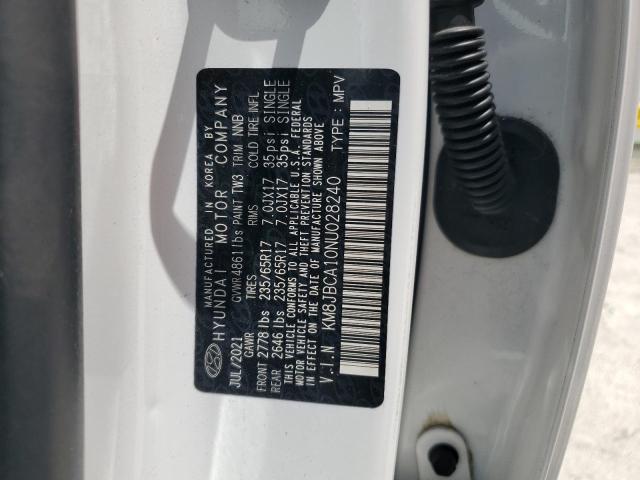 MANUFACTURED IN KOREA BY
HYUNDAI MOTOR COMPANY
JUL/2021 GVWR 4861 lbs PAINT TW3 TRIM NNB
GAWR TIRES RIMS COLD TIRE INFL
FRONT 2778 lbs 235/65R17 7.0JX17 35psi SINGLE
REAR 2646 lbs 235/65R17 7.0JX17 35psi SINGLE
THIS VEHICLE CONFORMS TO ALL APPLICABLE U.S.A. FEDERAL
MOTOR VEHICLE SAFETY AND THEFT PREVENTION STANDARDS
IN EFFECT ON THE DATE OF MANUFACTURE SHOWN ABOVE
V.I.N KM8JBCA10NU028240 TYPE : MPV